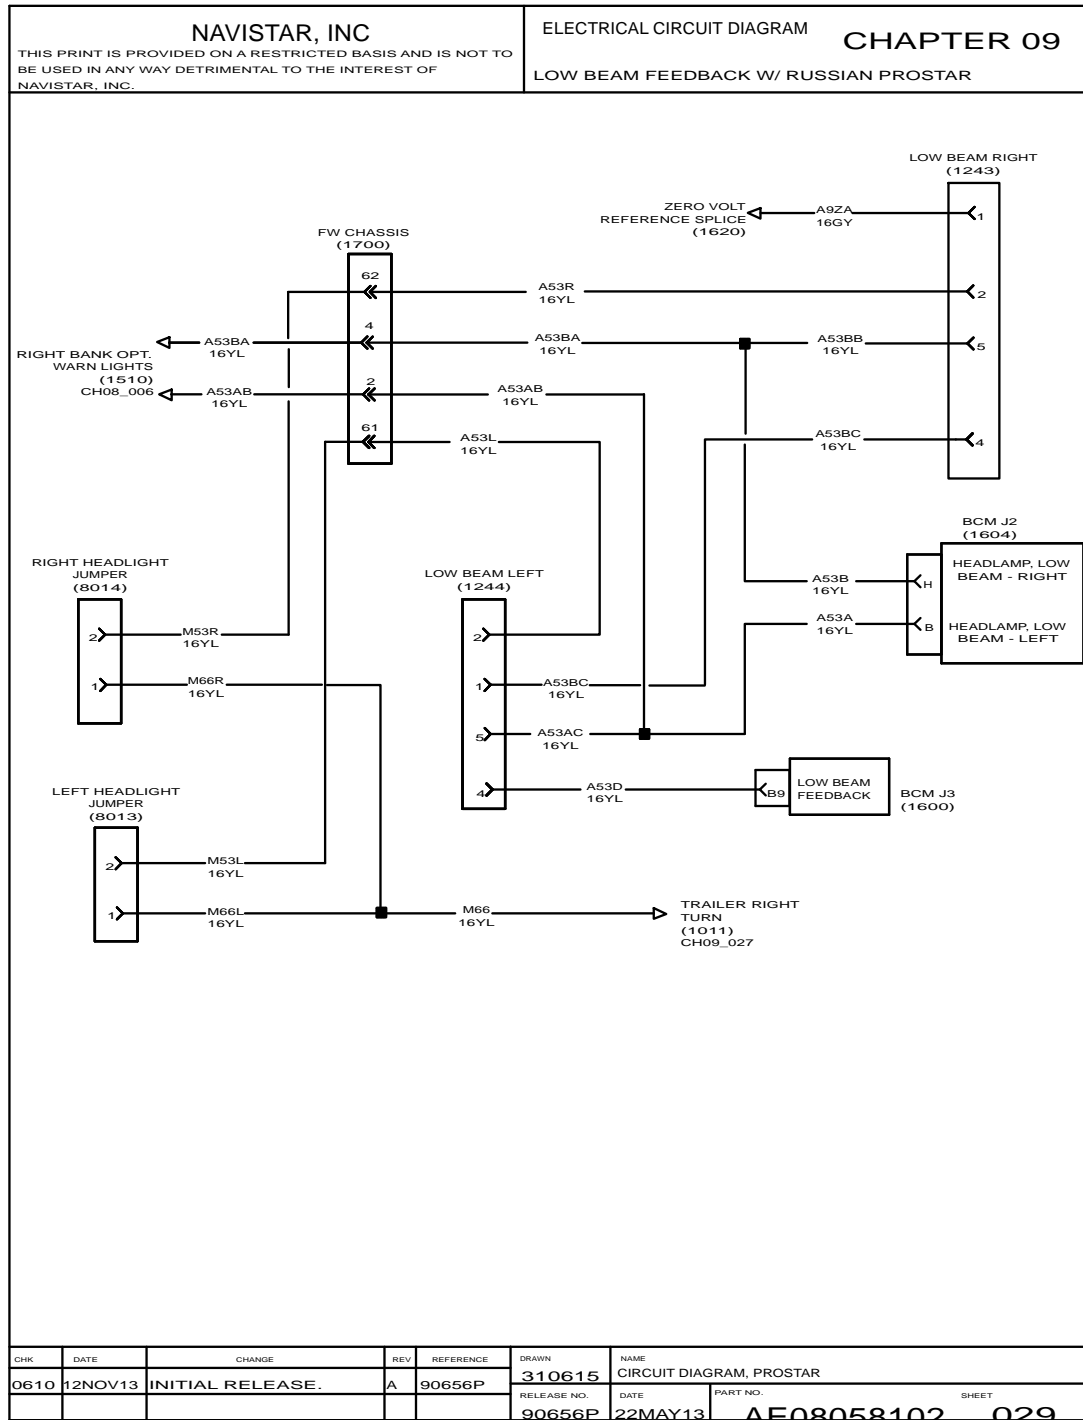 NAVISTAR, INC
THIS PRINT IS PROVIDED ON A RESTRICTED BASIS AND IS NOT TO
BE USED IN ANY WAY DETRIMENTAL TO THE INTEREST OF
NAVISTAR, INC.
ELECTRICAL CIRCUIT DIAGRAM
CHAPTER 09
LOW BEAM FEEDBACK W/ RUSSIAN PROSTAR
LOW BEAM RIGHT
(1243)
ZERO VOLT
REFERENCE SPLICE
(1620)
A9ZA
16GY
1
FW CHASSIS
(1700)
62
A53R
16YL
2
RIGHT BANK OPT.
WARN LIGHTS
(1510)
CH08_006
A53BA
16YL
4
A53BA
16YL
A53BB
16YL
5
A53AB
16YL
2
A53AB
16YL
61
A53L
16YL
A53BC
16YL
4
BCM J2
(1604)
RIGHT HEADLIGHT
JUMPER
(8014)
LOW BEAM LEFT
(1244)
A53B
16YL
H
HEADLAMP, LOW
BEAM - RIGHT
A53A
16YL
B
HEADLAMP, LOW
BEAM - LEFT
2
M53R
16YL
2
1
M66R
16YL
1
A53BC
16YL
5
A53AC
16YL
4
A53D
16YL
B9
LOW BEAM
FEEDBACK
BCM J3
(1600)
LEFT HEADLIGHT
JUMPER
(8013)
2
M53L
16YL
1
M66L
16YL
M66
16YL
TRAILER RIGHT
TURN
(1011)
CH09_027
CHK
DATE
CHANGE
REV
REFERENCE
DRAWN
NAME
0610
12NOV13
INITIAL RELEASE.
A
90656P
310615
CIRCUIT DIAGRAM, PROSTAR
RELEASE NO.
DATE
PART NO.
SHEET
90656P
22MAY13
AE08058102
029